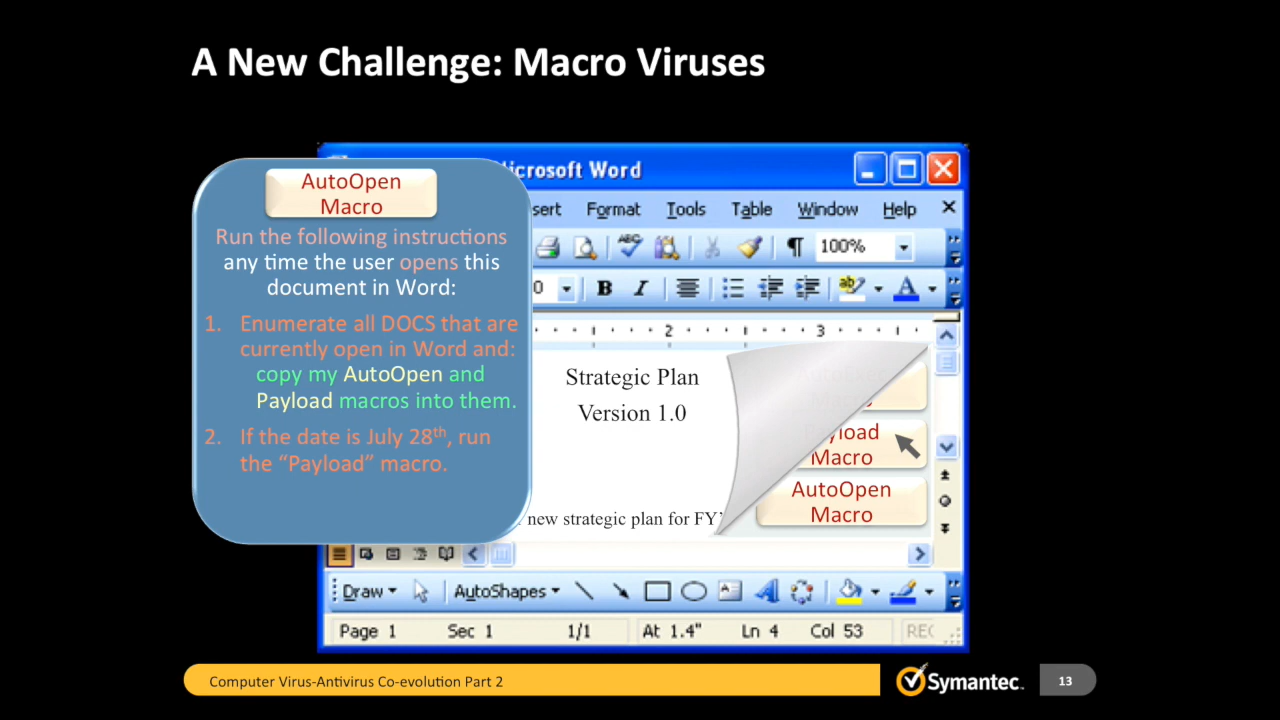 A New Challenge: Macro Viruses
Microsoft Word
Format Tools Table Window Help
100%
B I A
2 3
AutoOpen
Macro
Run the following instructions
any time the user opens this
document in Word:
1. Enumerate all DOCS that are
currently open in Word and:
copy my AutoOpen and
Payload macros into them.
2. If the date is July 28th, run
the “Payload” macro.
Strategic Plan
Version 1.0
new strategic plan for FY'
Macro
AutoOpen
Macro
Draw AutoShapes
Page 1 Sec 1 1/1 At 1.4" Ln 4 Col 53 REC
Computer Virus-Antivirus Co-evolution Part 2
Symantec.
13